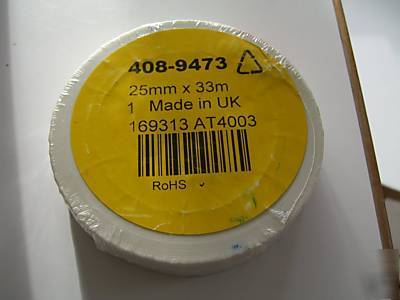 408-9473
25mm x 33m
1 Made in UK
169313 AT4003
RoHS ✓